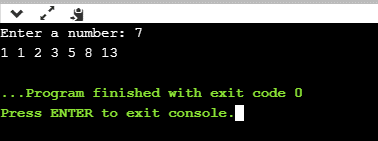 Enter a number: 7
1 1 2 3 5 8 13
...Program finished with exit code 0
Press ENTER to exit console.